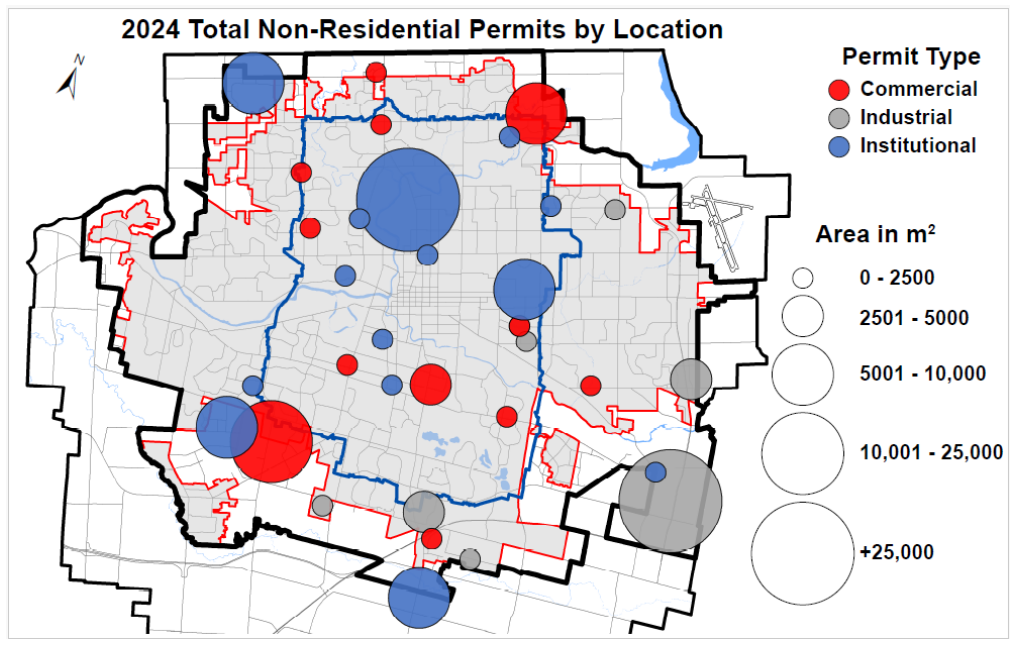 2024 Total Non-Residential Permits by Location
N
Permit Type
Commercial
Industrial
Institutional
Area in m²
0 - 2500
2501 - 5000
5001 - 10,000
10,001 - 25,000
+25,000